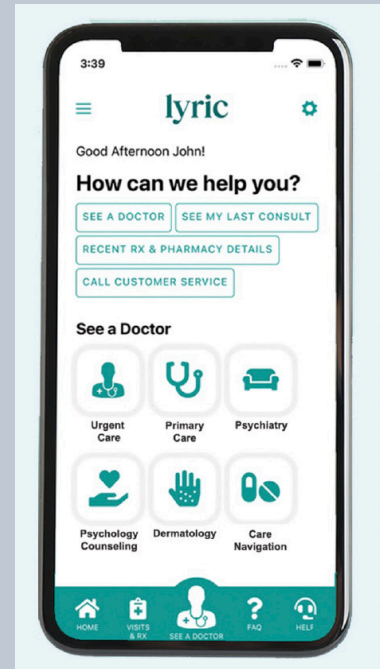 3:39
lyric
Good Afternoon John!
How can we help you?
SEE A DOCTOR SEE MY LAST CONSULT
RECENT RX & PHARMACY DETAILS
CALL CUSTOMER SERVICE
See a Doctor
Urgent Care
Primary Care
Psychiatry
Psychology Counseling
Dermatology
Care Navigation
HOME
VISITS & RX
SEE A DOCTOR
FAQ
HELP